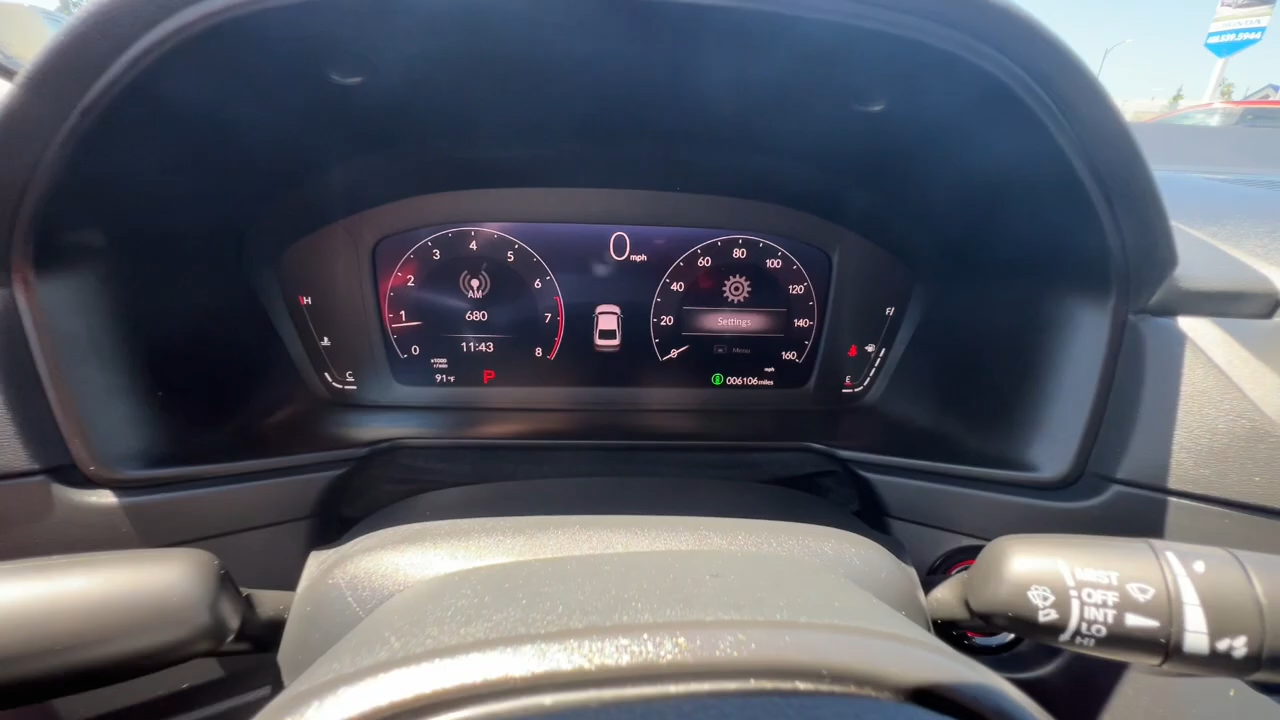 HONDA
0 mph
4
3
5
2
6
1
7
0
8
AM
680
11:43
x1000
r/min
91°F
P
H
C
80
60
100
40
120
20
140
0
160
Settings
Menu
mph
006106 miles
F
E
MIST
OFF
INT
LO
HI